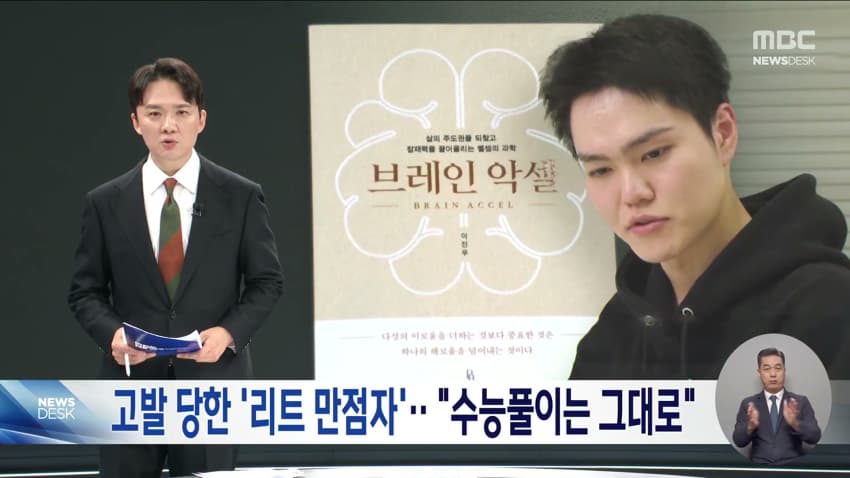 MBC
NEWSDESK
삶의 주도권을 되찾고
잠재력을 끌어올리는 뺄셈의 과학
브레인 악셀
BRAIN ACCEL
이진우
다섯의 이로움을 더하는 것보다 중요한 것은
하나의 해로움을 덜어내는 것이다
NEWS
DESK
고발 당한 '리트 만점자'‥ "수능풀이는 그대로"